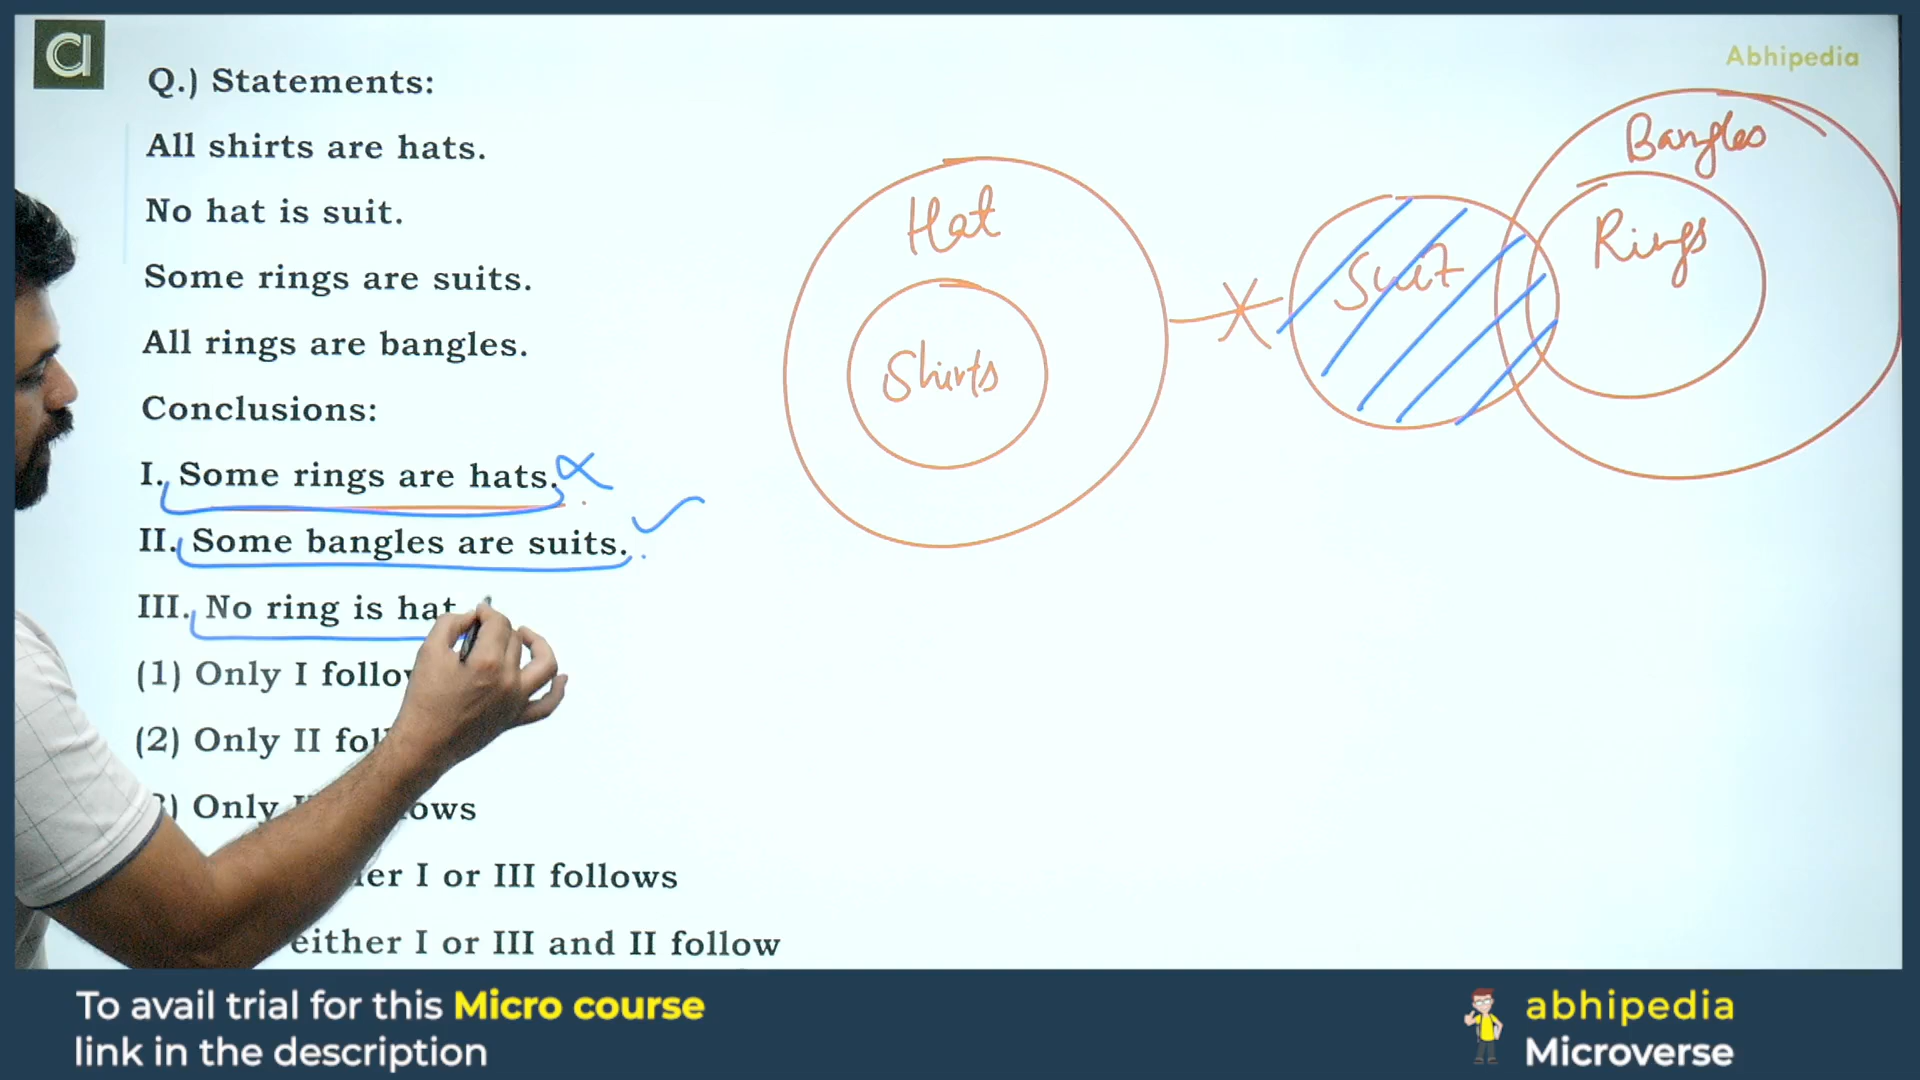 Abhipedia
Q.) Statements:
All shirts are hats.
No hat is suit.
Some rings are suits.
All rings are bangles.
Conclusions:
I. Some rings are hats.
II. Some bangles are suits.
III. No ring is hat
(1) Only I
(2) Only II
Only
I or III follows
either I or III and II follow
Hat
Shirts
Suit
Bangles
Rings
To avail trial for this Micro course
link in the description
abhipedia
Microverse